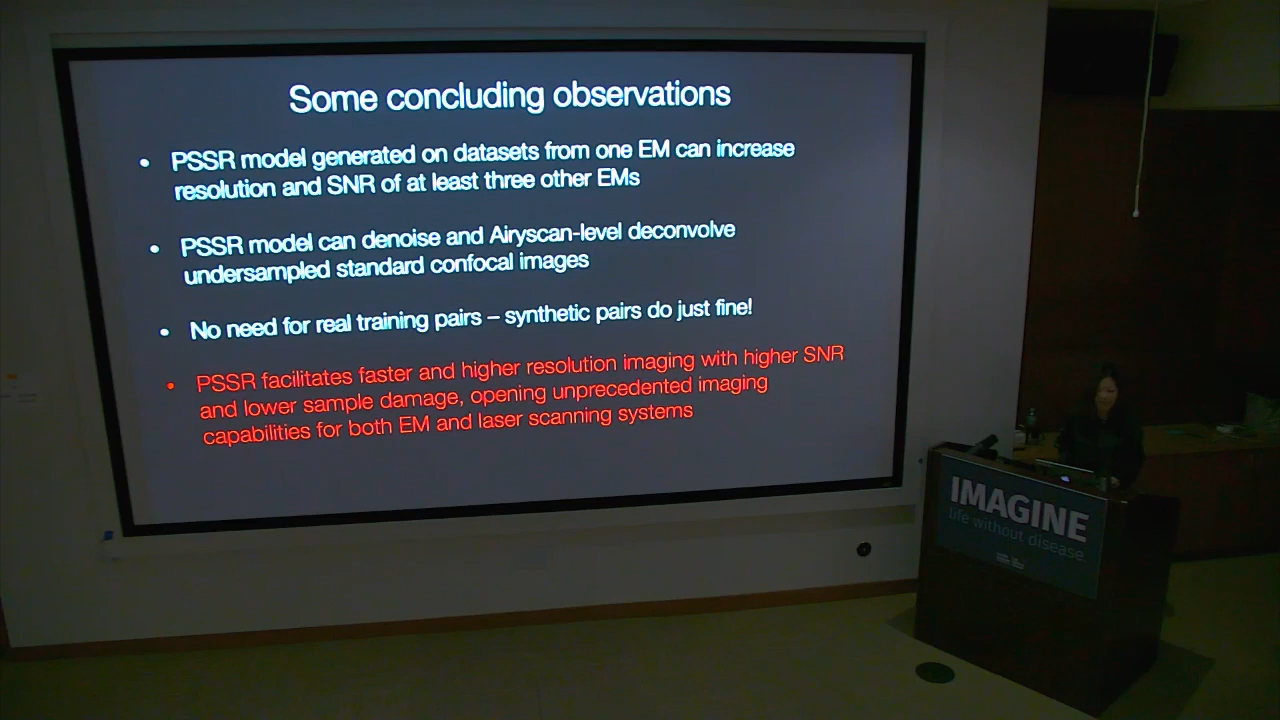 Some concluding observations
• PSSR model generated on datasets from one EM can increase
resolution and SNR of at least three other EMs
• PSSR model can denoise and Airyscan-level deconvolve
undersampled standard confocal images
• No need for real training pairs – synthetic pairs do just fine!
• PSSR facilitates faster and higher resolution imaging with higher SNR
and lower sample damage, opening unprecedented imaging
capabilities for both EM and laser scanning systems
IMAGINE
life without disease.